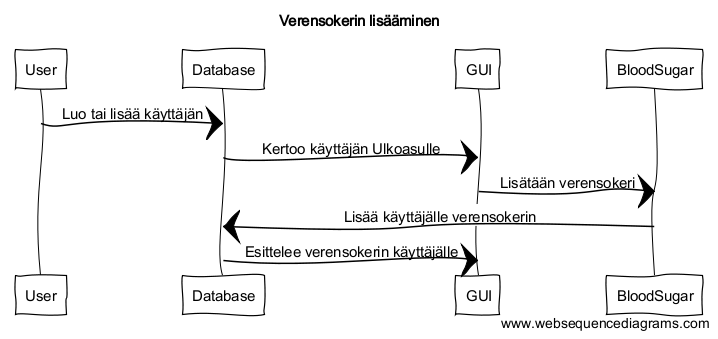 Verensokerin lisääminen
User
Database
GUI
BloodSugar
Luo tai lisää käyttäjän
Kertoo käyttäjän Ulkoasulle
Lisätään verensokeri
Lisää käyttäjälle verensokerin
Esittelee verensokerin käyttäjälle
User
Database
GUI
BloodSugar
www.websequencediagrams.com